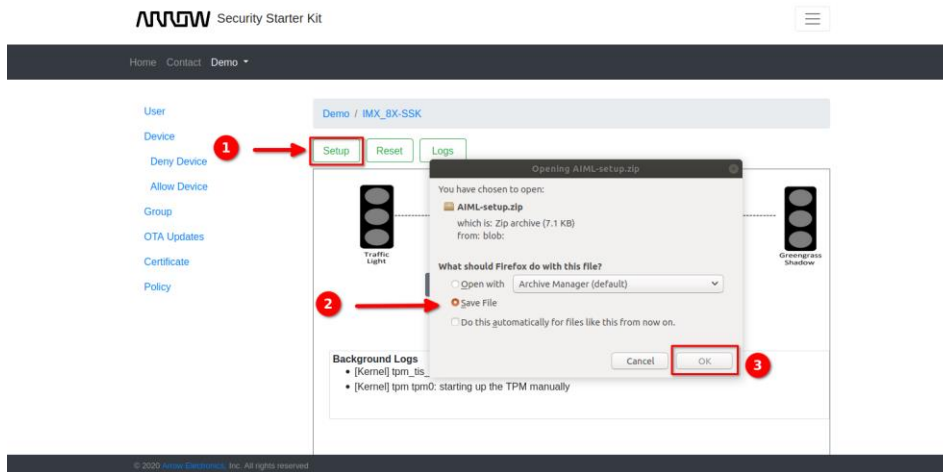 ARROW Security Starter Kit
Home Contact Demo
User
Device
Deny Device
Allow Device
Group
OTA Updates
Certificate
Policy
Demo / IMX_8X-SSK
1
Setup Reset Logs
Traffic
Light
Greengrass
Shadow
Opening AIML-setup.zip
You have chosen to open:
AIML-setup.zip
which is: Zip archive (7.1 KB)
from: blob:
What should Firefox do with this file?
Open with Archive Manager (default)
2
Save File
Do this automatically for files like this from now on.
Cancel OK
3
Background Logs
• [Kernel] tpm_tis_
• [Kernel] tpm tpm0: starting up the TPM manually
© 2020 Arrow Electronics, Inc. All rights reserved